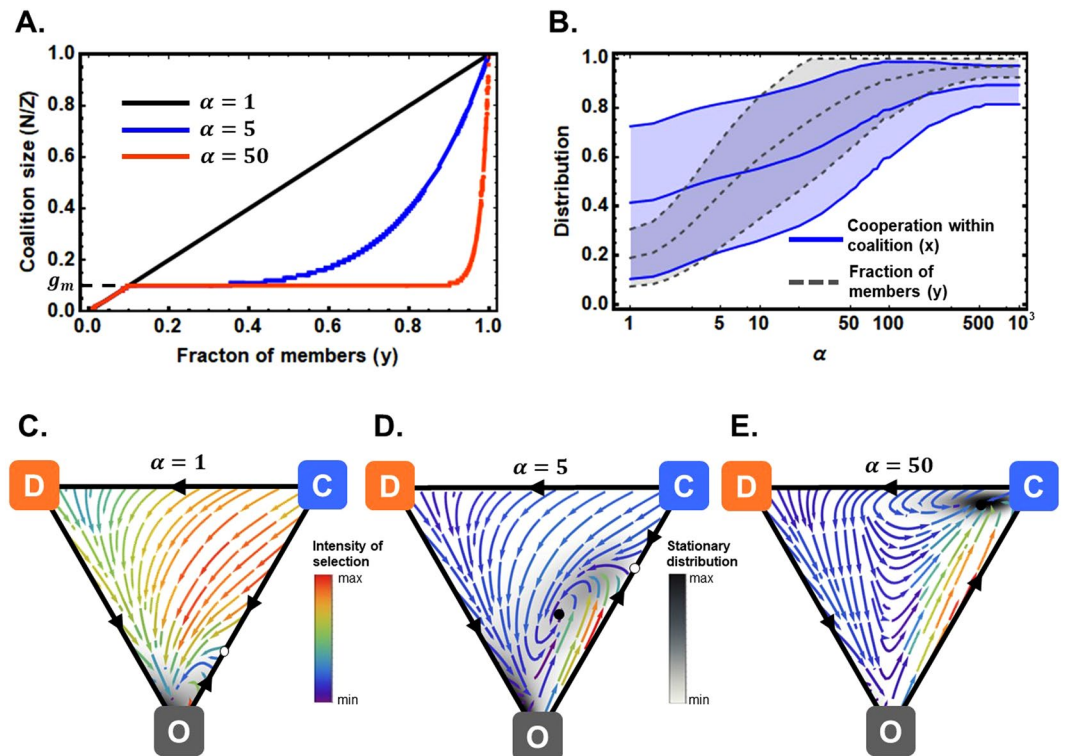 A.
B.
Coalition size (N/Z)
1.0
0.8
0.6
0.4
0.2
g_m
0.0
α = 1
α = 5
α = 50
0.0 0.2 0.4 0.6 0.8 1.0
Fracton of members (y)
Distribution
1.0
0.8
0.6
0.4
0.2
0.0
Cooperation within
coalition (x)
Fraction of
members (y)
1 5 10 50 100 500 10³
α
C.
D.
E.
D
α = 1
C
D
α = 5
C
D
α = 50
C
Intensity of
selection
max
min
Stationary
distribution
max
min
O
O
O